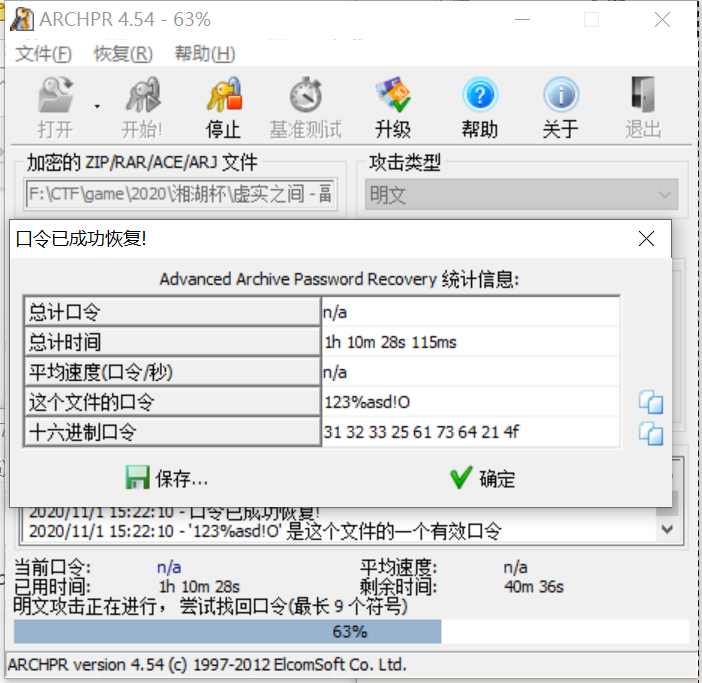 ARCHPR 4.54 - 63%
文件(F) 恢复(R) 帮助(H)
打开 开始! 停止 基准测试 升级 帮助 关于 退出
加密的 ZIP/RAR/ACE/ARJ 文件 攻击类型
F:\CTF\game\2020\湘湖杯\虚实之间 - 副 明文
口令已成功恢复!
Advanced Archive Password Recovery 统计信息:
总计口令 n/a
总计时间 1h 10m 28s 115ms
平均速度(口令/秒) n/a
这个文件的口令 123%asd!O
十六进制口令 31 32 33 25 61 73 64 21 4f
保存... 确定
2020/11/1 15:22:10 - 口令已成功恢复!
2020/11/1 15:22:10 - '123%asd!O' 是这个文件的一个有效口令
当前口令: n/a 平均速度: n/a
已用时间: 1h 10m 28s 剩余时间: 40m 36s
明文攻击正在进行，尝试找回口令(最长 9 个符号)
63%
ARCHPR version 4.54 (c) 1997-2012 ElcomSoft Co. Ltd.